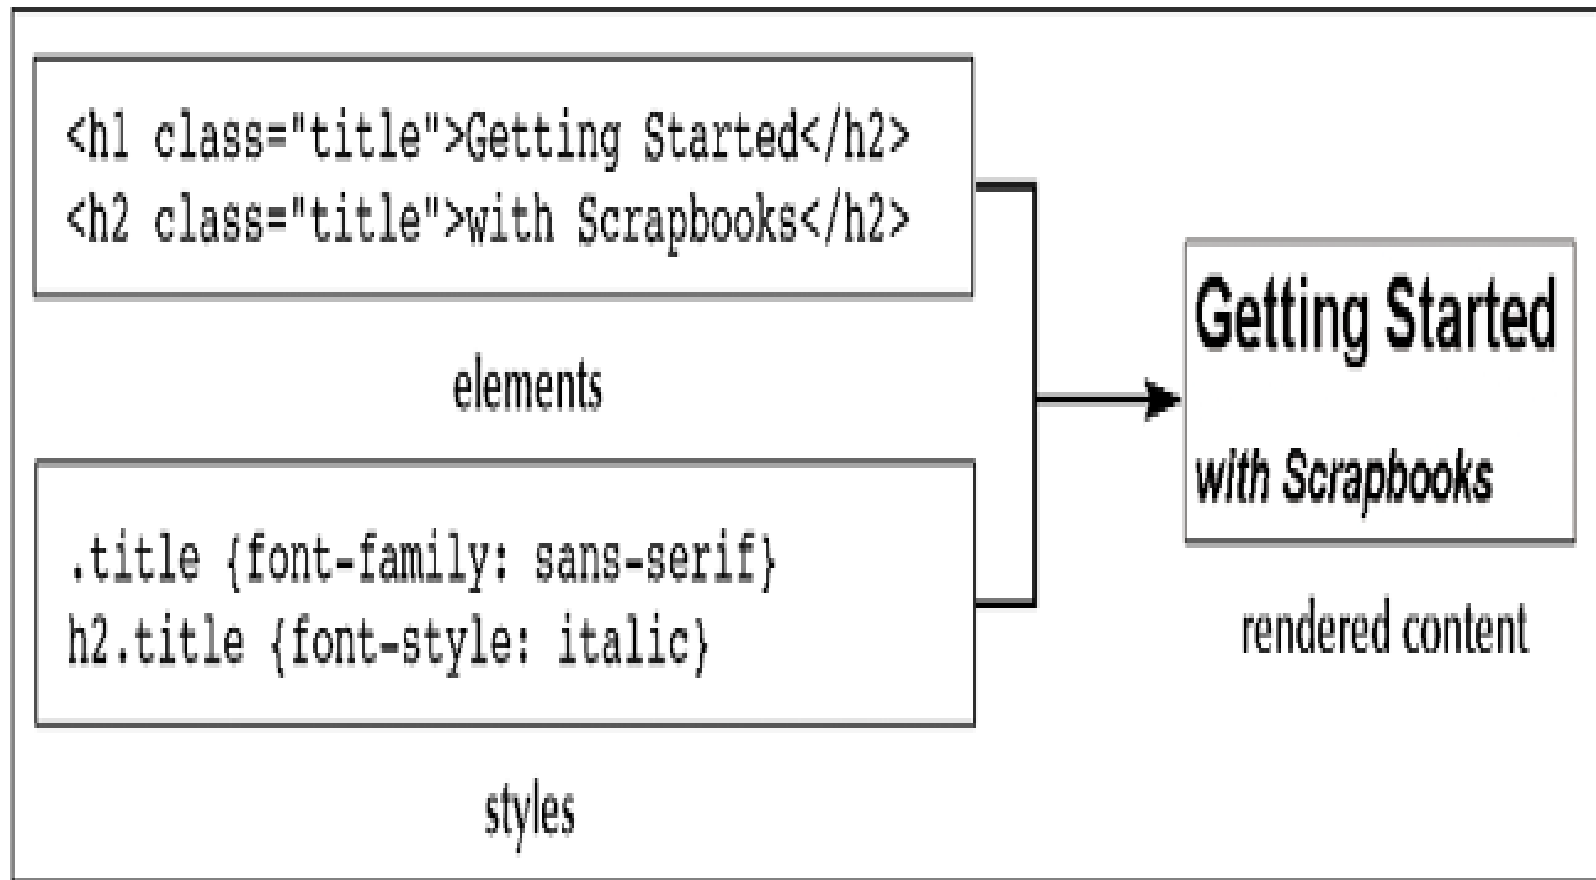 <h1 class="title">Getting Started</h2>
<h2 class="title">with Scrapbooks</h2>
elements
.title {font-family: sans-serif}
h2.title {font-style: italic}
styles
Getting Started
with Scrapbooks
rendered content